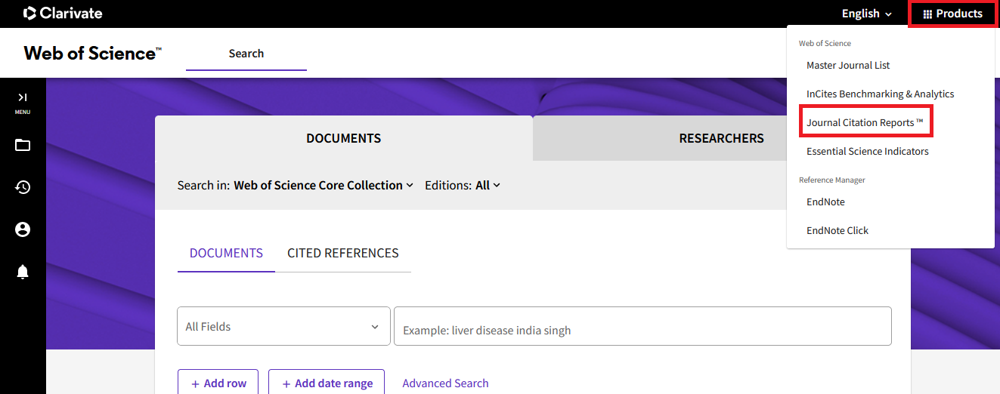 Clarivate
English
Products
Web of Science™
Search
Web of Science
Master Journal List
InCites Benchmarking & Analytics
Journal Citation Reports ™
Essential Science Indicators
Reference Manager
EndNote
EndNote Click
MENU
DOCUMENTS
RESEARCHERS
Search in: Web of Science Core Collection
Editions: All
DOCUMENTS
CITED REFERENCES
All Fields
Example: liver disease india singh
+ Add row
+ Add date range
Advanced Search